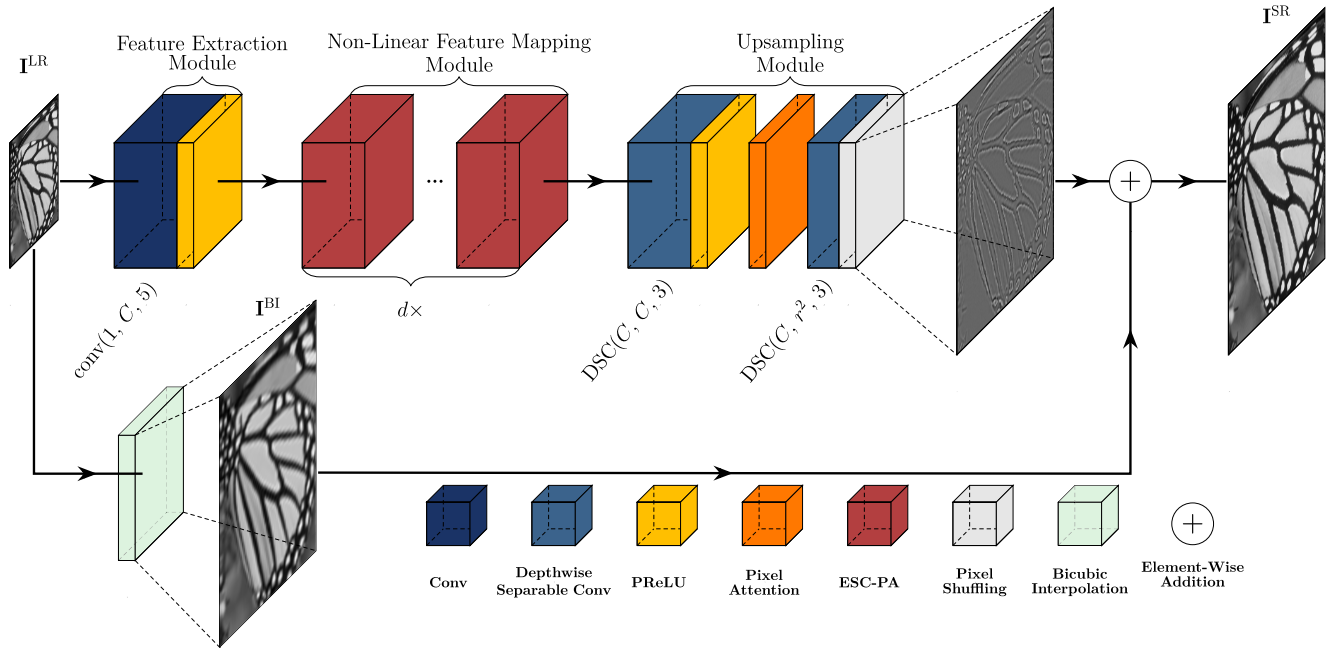 Feature Extraction
Module
Non-Linear Feature Mapping
Module
Upsampling
Module
I^SR
I^LR
...
conv(1, C, 5)
d×
DSC(C, C, 3)
DSC(C, r², 3)
I^BI
+
Conv
Depthwise
Separable Conv
PReLU
Pixel
Attention
ESC-PA
Pixel
Shuffling
Bicubic
Interpolation
+
Element-Wise
Addition